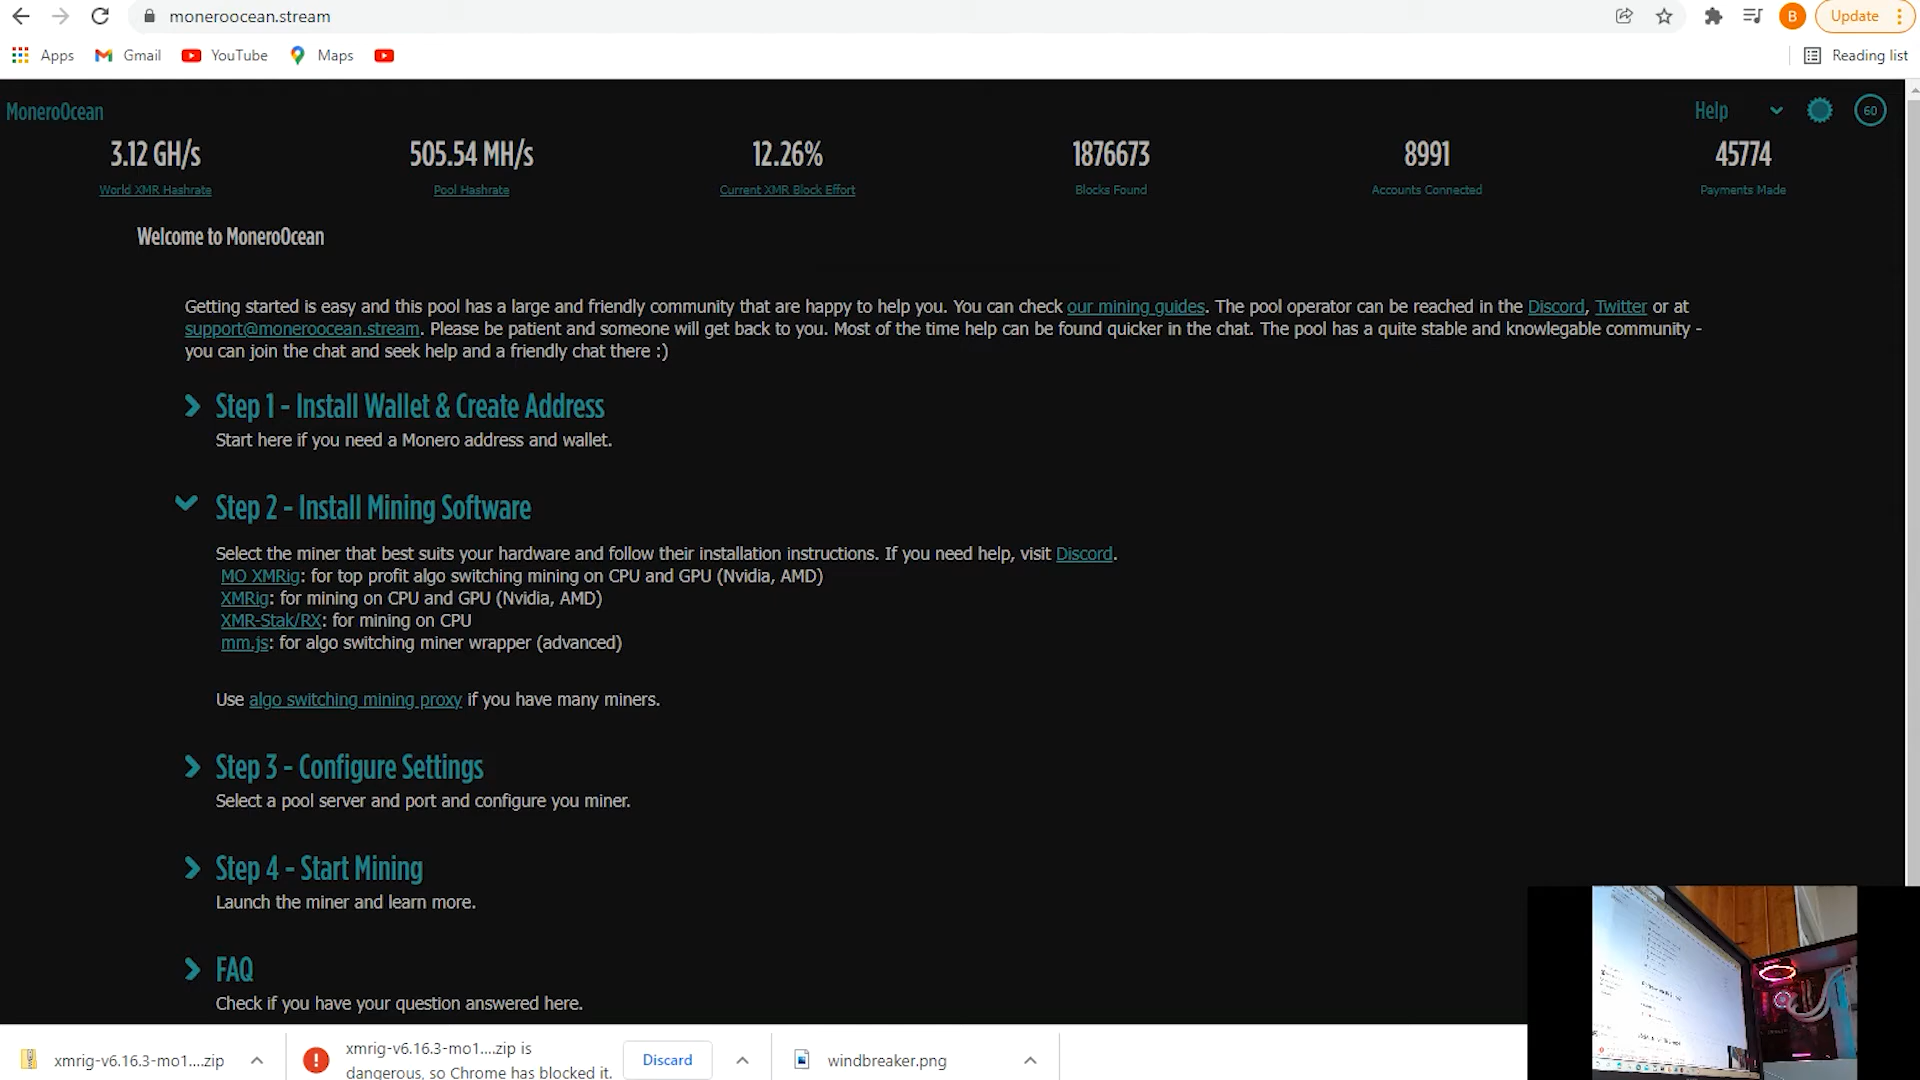 moneroocean.stream
B
Update
Apps
Gmail
YouTube
Maps
Reading list
MoneroOcean
Help
60
3.12 GH/s
505.54 MH/s
12.26%
1876673
8991
45774
World XMR Hashrate
Pool Hashrate
Current XMR Block Effort
Blocks Found
Accounts Connected
Payments Made
Welcome to MoneroOcean
Getting started is easy and this pool has a large and friendly community that are happy to help you. You can check our mining guides. The pool operator can be reached in the Discord, Twitter or at
support@moneroocean.stream. Please be patient and someone will get back to you. Most of the time help can be found quicker in the chat. The pool has a quite stable and knowlegable community -
you can join the chat and seek help and a friendly chat there :)
Step 1 - Install Wallet & Create Address
Start here if you need a Monero address and wallet.
Step 2 - Install Mining Software
Select the miner that best suits your hardware and follow their installation instructions. If you need help, visit Discord.
MO XMRig: for top profit algo switching mining on CPU and GPU (Nvidia, AMD)
XMRig: for mining on CPU and GPU (Nvidia, AMD)
XMR-Stak/RX: for mining on CPU
mm.js: for algo switching miner wrapper (advanced)
Use algo switching mining proxy if you have many miners.
Step 3 - Configure Settings
Select a pool server and port and configure you miner.
Step 4 - Start Mining
Launch the miner and learn more.
FAQ
Check if you have your question answered here.
xmrig-v6.16.3-mo1....zip
xmrig-v6.16.3-mo1....zip is
dangerous, so Chrome has blocked it.
Discard
windbreaker.png